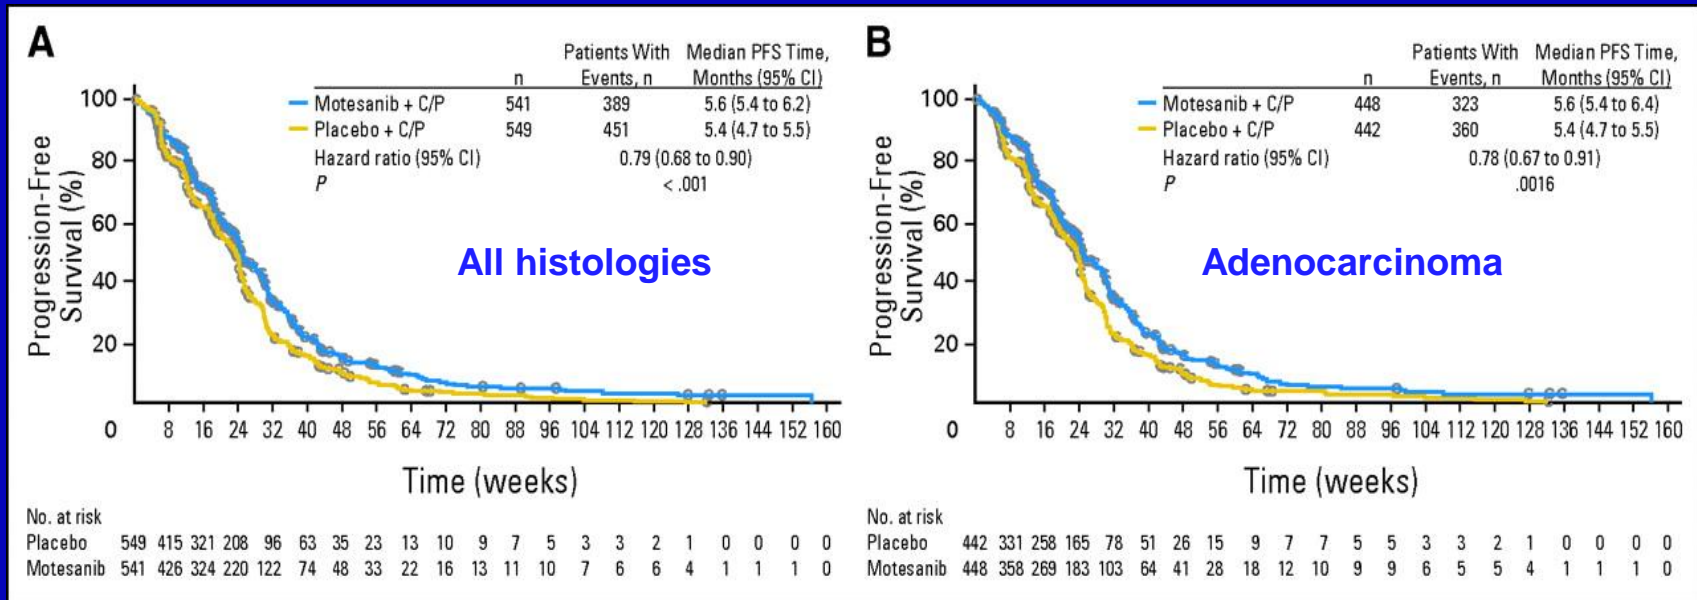 A
Patients With Median PFS Time,
n Events, n Months (95% CI)
Motesanib + C/P 541 389 5.6 (5.4 to 6.2)
Placebo + C/P 549 451 5.4 (4.7 to 5.5)
Hazard ratio (95% CI) 0.79 (0.68 to 0.90)
P < .001
All histologies
Progression-Free
Survival (%)
100
80
60
40
20
0 8 16 24 32 40 48 56 64 72 80 88 96 104 112 120 128 136 144 152 160
Time (weeks)
No. at risk
Placebo 549 415 321 208 96 63 35 23 13 10 9 7 5 3 3 2 1 0 0 0 0
Motesanib 541 426 324 220 122 74 48 33 22 16 13 11 10 7 6 6 4 1 1 1 0
B
Patients With Median PFS Time,
n Events, n Months (95% CI)
Motesanib + C/P 448 323 5.6 (5.4 to 6.4)
Placebo + C/P 442 360 5.4 (4.7 to 5.5)
Hazard ratio (95% CI) 0.78 (0.67 to 0.91)
P .0016
Adenocarcinoma
Progression-Free
Survival (%)
100
80
60
40
20
0 8 16 24 32 40 48 56 64 72 80 88 96 104 112 120 128 136 144 152 160
Time (weeks)
No. at risk
Placebo 442 331 258 165 78 51 26 15 9 7 7 5 5 3 3 2 1 0 0 0 0
Motesanib 448 358 269 183 103 64 41 28 18 12 10 9 9 6 5 5 4 1 1 1 0